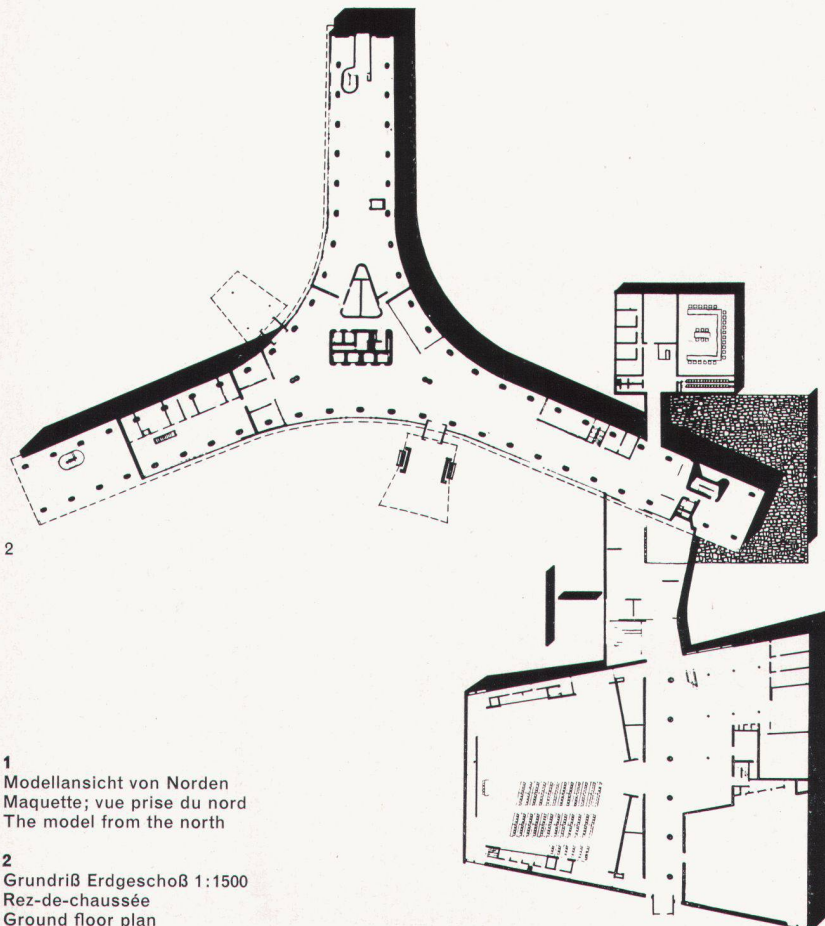 2
1
Modellansicht von Norden
Maquette; vue prise du nord
The model from the north
2
Grundriß Erdgeschoß 1:1500
Rez-de-chaussée
Ground floor plan